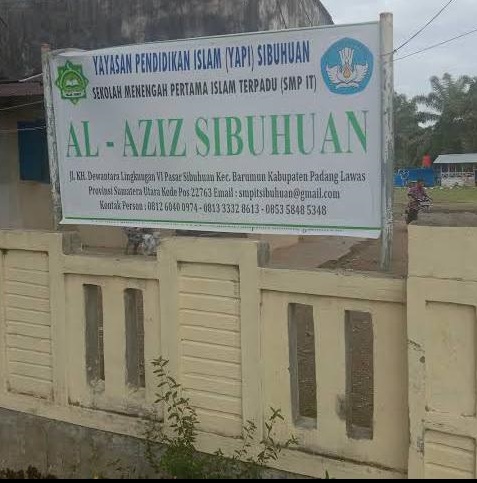 YAYASAN PENDIDIKAN ISLAM (YAPI) SIBUHUAN
SEKOLAH MENENGAH PERTAMA ISLAM TERPADU (SMP IT)
AL - AZIZ SIBUHUAN
Jl. KH. Dewantara Lingkungan VI Pasar Sibuhuan Kec. Barumun Kabupaten Padang Lawas
Provinsi Sumatera Utara Kode Pos 22763 Email : smpitsibuhuan@gmail.com
Kontak Person : 0812 6040 0974 - 0813 3332 8613 - 0853 5848 5348